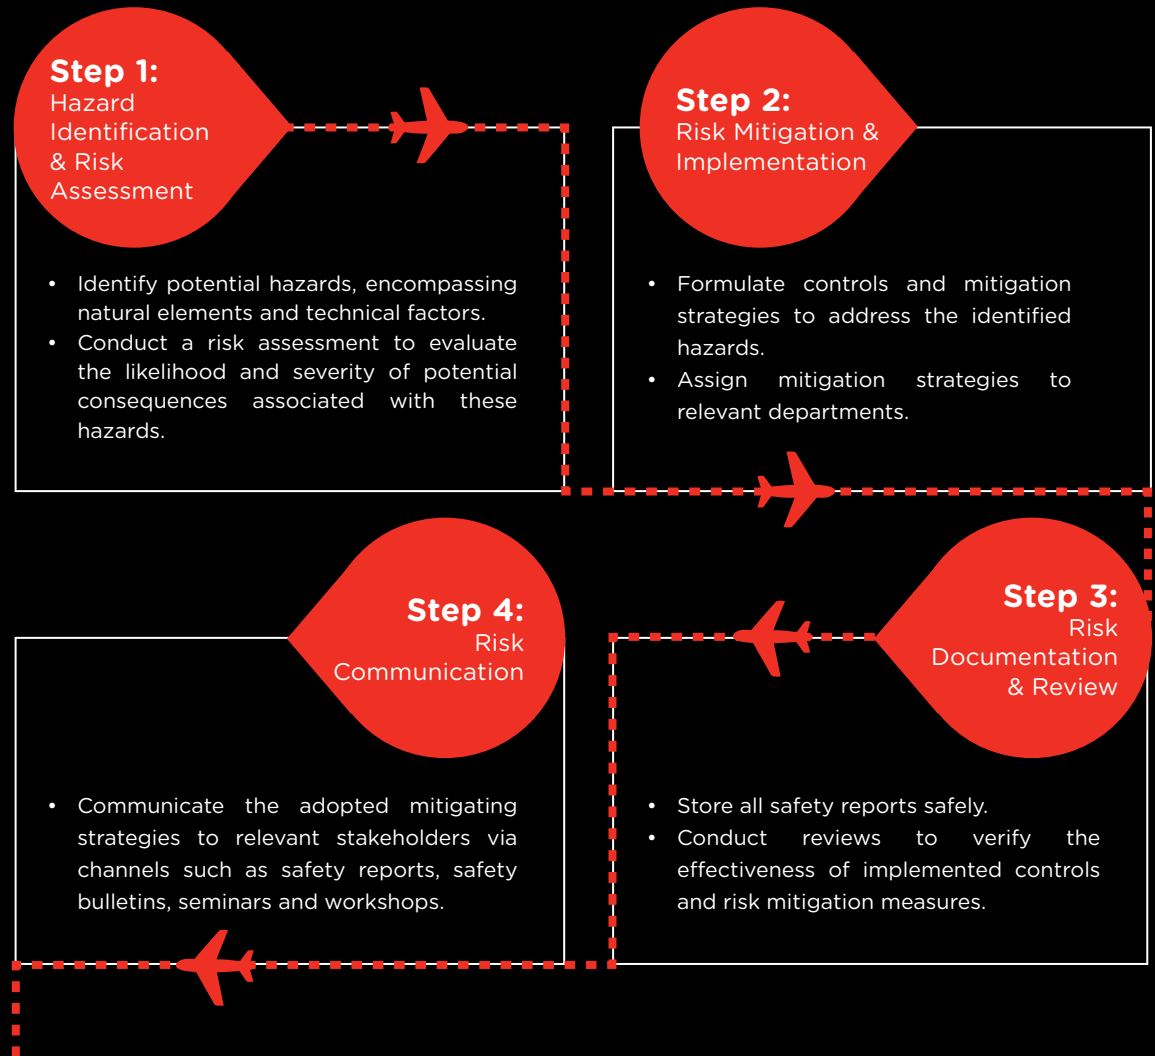 Step 1:
Hazard
Identification
& Risk
Assessment
• Identify potential hazards, encompassing
natural elements and technical factors.
• Conduct a risk assessment to evaluate
the likelihood and severity of potential
consequences associated with these
hazards.
Step 2:
Risk Mitigation &
Implementation
• Formulate controls and mitigation
strategies to address the identified
hazards.
• Assign mitigation strategies to
relevant departments.
Step 3:
Risk
Documentation
& Review
• Store all safety reports safely.
• Conduct reviews to verify the
effectiveness of implemented controls
and risk mitigation measures.
Step 4:
Risk
Communication
• Communicate the adopted mitigating
strategies to relevant stakeholders via
channels such as safety reports, safety
bulletins, seminars and workshops.